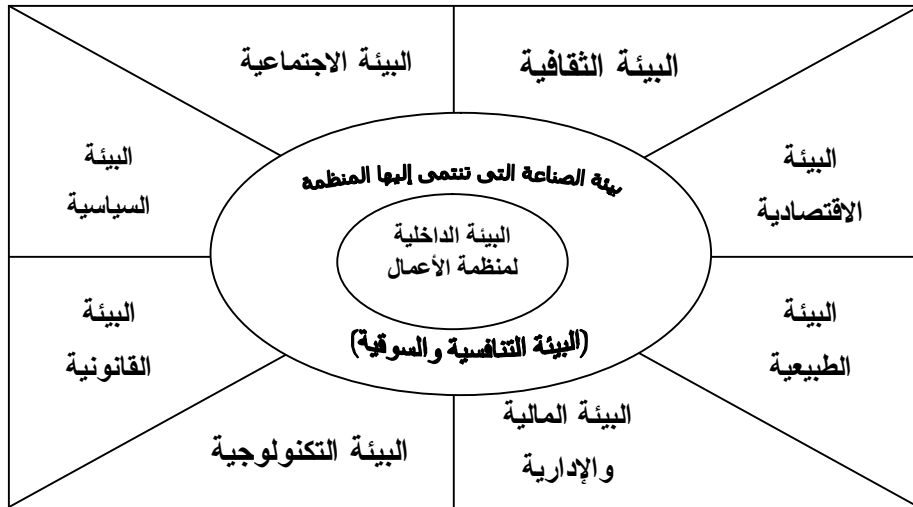 البيئة الثقافية
البيئة الاجتماعية
البيئة
الاقتصادية
بيئة الصناعة التى تنتمى إليها المنظمة
البيئة
السياسية
البيئة الداخلية
لمنظمة الأعمال
البيئة
الطبيعية
(البيئة التنافسية والسوقية)
البيئة
القانونية
البيئة المالية
والإدارية
البيئة التكنولوجية